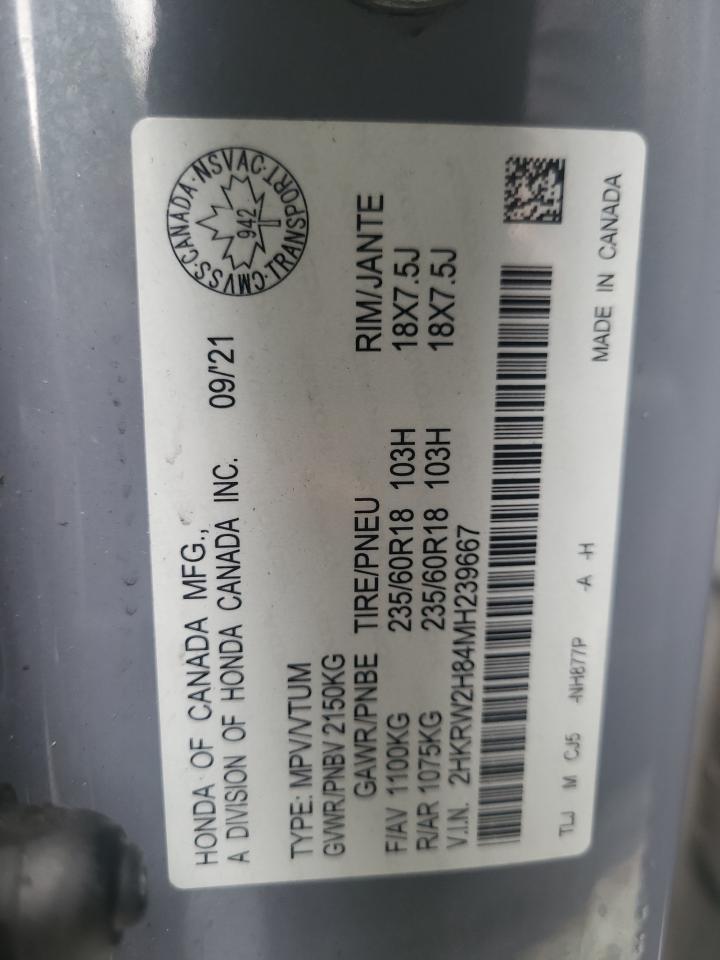 HONDA OF CANADA MFG.,
A DIVISION OF HONDA CANADA INC. 09/'21
CMVSS·CANADA·NSVAC
CMC·TRANSPORT·
942
TYPE: MPV/VTUM
GVWR/PNBV 2150KG
GAWR/PNBE TIRE/PNEU RIM/JANTE
F/AV 1100KG 235/60R18 103H 18X7.5J
R/AR 1075KG 235/60R18 103H 18X7.5J
V.I.N. 2HKRW2H84MH239667
TLJ M CJ5 -NH877P -A -H MADE IN CANADA